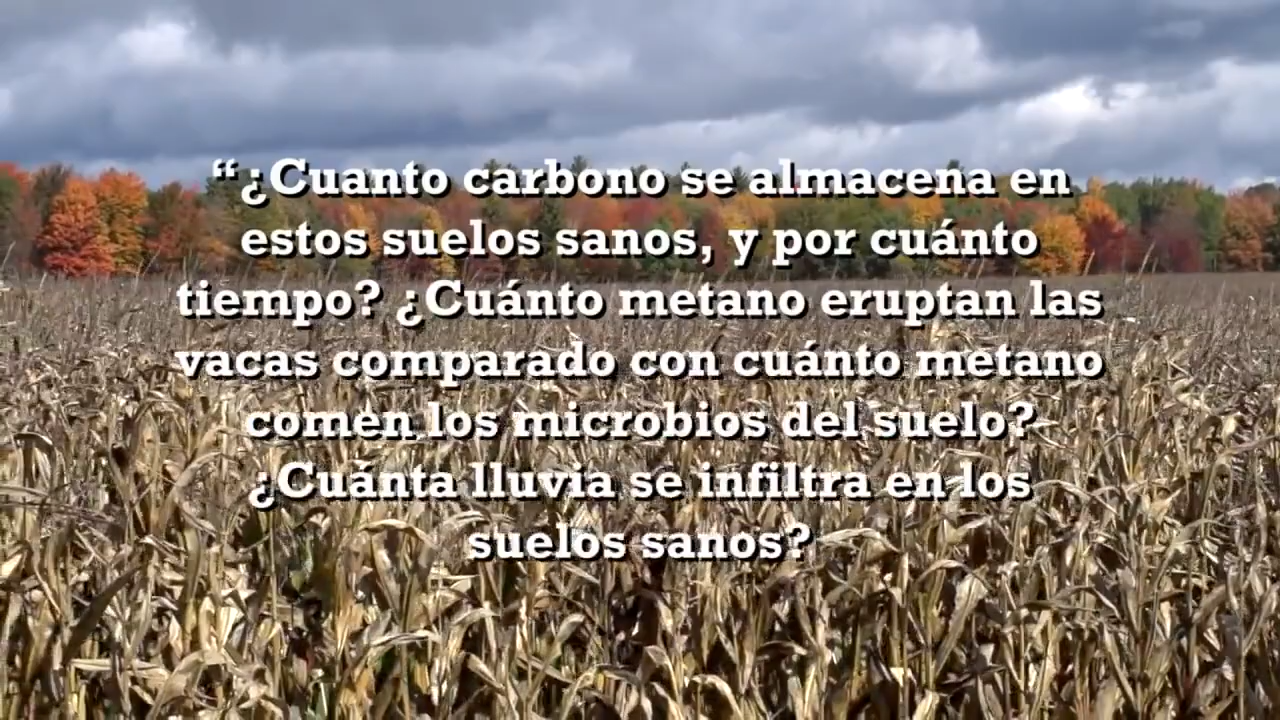 “¿Cuanto carbono se almacena en
estos suelos sanos, y por cuánto
tiempo? ¿Cuánto metano eruptan las
vacas comparado con cuánto metano
comen los microbios del suelo?
¿Cuánta lluvia se infiltra en los
suelos sanos?